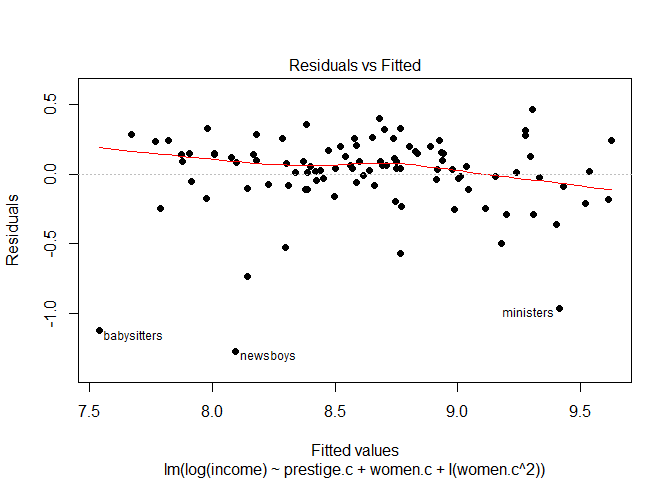 Residuals vs Fitted
Residuals
0.5
0.0
-0.5
-1.0
babysitters
newsboys
ministers
7.5 8.0 8.5 9.0 9.5
Fitted values
lm(log(income) ~ prestige.c + women.c + I(women.c^2))